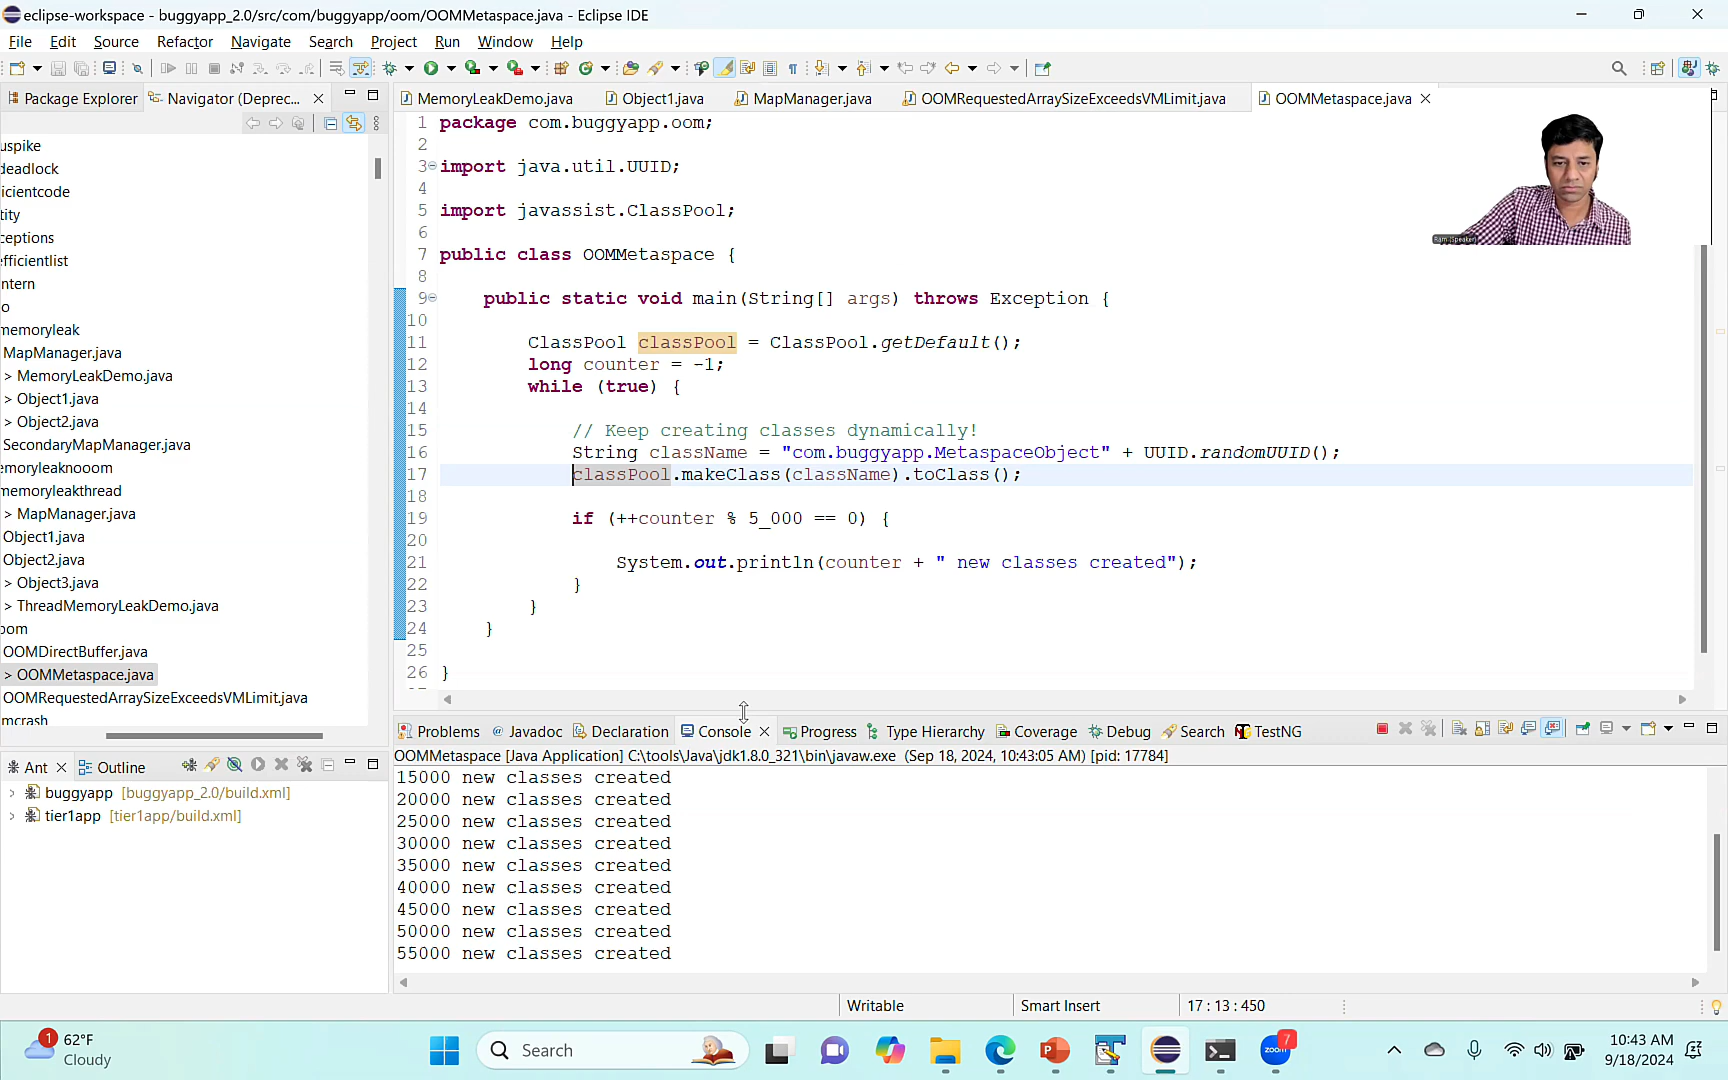 eclipse-workspace - buggyapp_2.0/src/com/buggyapp/oom/OOMMetaspace.java - Eclipse IDE
File Edit Source Refactor Navigate Search Project Run Window Help
Package Explorer Navigator (Deprec...
MemoryLeakDemo.java Object1.java MapManager.java OOMRequestedArraySizeExceedsVMLimit.java OOMMetaspace.java
uspike
deadlock
icientcode
tity
ceptions
efficientlist
ntern
o
memoryleak
MapManager.java
> MemoryLeakDemo.java
> Object1.java
> Object2.java
SecondaryMapManager.java
emoryleaknooom
memoryleakthread
> MapManager.java
Object1.java
Object2.java
> Object3.java
> ThreadMemoryLeakDemo.java
oom
OOMDirectBuffer.java
> OOMMetaspace.java
OOMRequestedArraySizeExceedsVMLimit.java
mcrash
1 package com.buggyapp.oom;
2
3 import java.util.UUID;
4
5 import javassist.ClassPool;
6
7 public class OOMMetaspace {
8
9 public static void main(String[] args) throws Exception {
10
11 ClassPool classPool = ClassPool.getDefault();
12 long counter = -1;
13 while (true) {
14
15 // Keep creating classes dynamically!
16 String className = "com.buggyapp.MetaspaceObject" + UUID.randomUUID();
17 classPool.makeClass(className).toClass();
18
19 if (++counter % 5_000 == 0) {
20
21 System.out.println(counter + " new classes created");
22 }
23 }
24 }
25
26 }
Ram (Speaker)
Ant Outline
buggyapp [buggyapp_2.0/build.xml]
tier1app [tier1app/build.xml]
Problems Javadoc Declaration Console Progress Type Hierarchy Coverage Debug Search TestNG
OOMMetaspace [Java Application] C:\tools\Java\jdk1.8.0_321\bin\javaw.exe (Sep 18, 2024, 10:43:05 AM) [pid: 17784]
15000 new classes created
20000 new classes created
25000 new classes created
30000 new classes created
35000 new classes created
40000 new classes created
45000 new classes created
50000 new classes created
55000 new classes created
Writable Smart Insert 17 : 13 : 450
1 62°F
Cloudy
Search
zoom 7
10:43 AM
9/18/2024